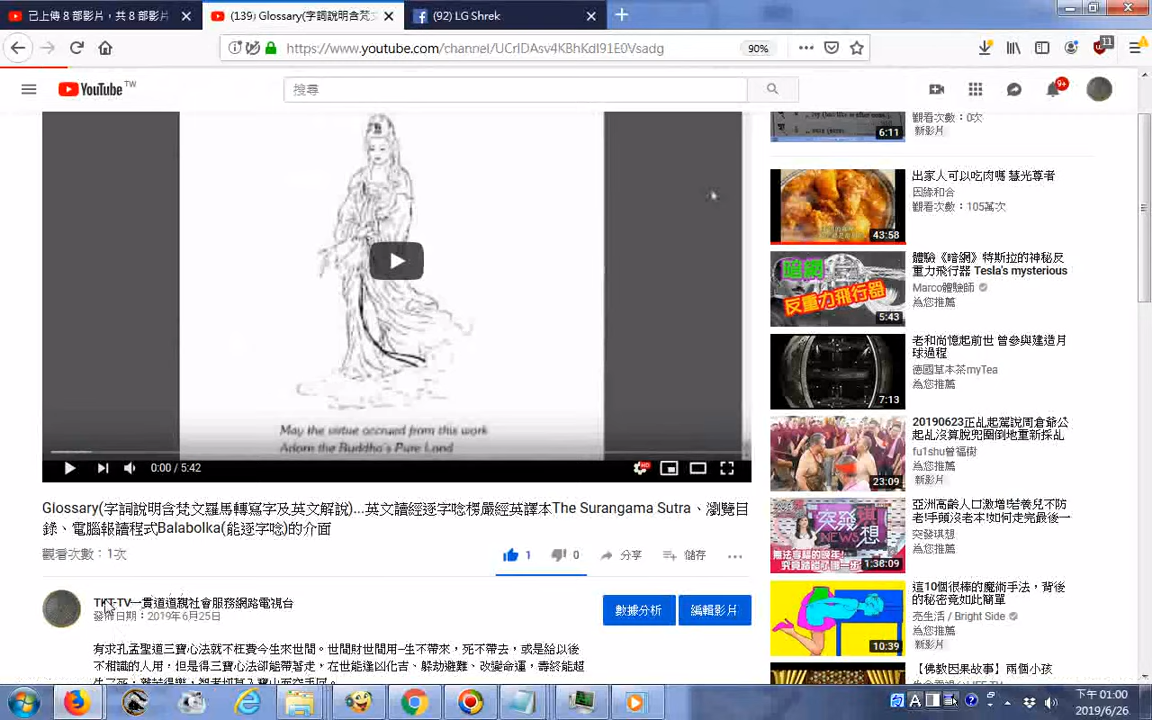 已上傳 8 部影片，共 8 部影片
(139) Glossary(字詞說明含梵文
(92) LG Shrek
https://www.youtube.com/channel/UCrIDAsv4KBhKdI91E0Vsadg
90%
11
YouTube TW
搜尋
9+
May the virtue accrued from this work
Adorn the Buddha's Pure Land
0:00 / 5:42
Glossary(字詞說明含梵文羅馬轉寫字及英文解說)...英文讀經逐字唸楞嚴經英譯本The Surangama Sutra、瀏覽目
錄、電腦報讀程式Balabolka(能逐字唸)的介面
觀看次數：1次
1
0
分享
儲存
TKT-TV一貫道道親社會服務網路電視台
發佈日期：2019年6月25日
數據分析
編輯影片
有求孔孟聖道三寶心法就不枉費今生來世間。世間財世間用一生不帶來，死不帶去，或是給以後
不相識的人用，但是得三寶心法卻能帶著走，在世能逢凶化吉、躲劫避難、改變命運，壽終能超
觀看次數：0次
6:11
新影片
出家人可以吃肉嗎 慧光尊者
因緣和合
觀看次數：105萬次
43:58
體驗《暗網》特斯拉的神秘反
重力飛行器 Tesla's mysterious
Marco體驗師
為您推薦
暗網
反重力飛行器
5:43
老和尚憶起前世 曾參與建造月
球過程
德國草本茶myTea
為您推薦
7:13
20190623正乩起駕說周倉爺公
起乩沒算脫兜圈倒地重新採乩
fu1shu曾福樹
為您推薦
新影片
23:09
亞洲高齡人口激增!養兒不防
老!手頭沒老本!如何走完最後一
突發琪想
為您推薦
新影片
突發琪想
NEWS
1:36:09
這10個很棒的魔術手法，背後
的秘密竟如此簡單
亮生活 / Bright Side
為您推薦
10:39
【佛教因果故事】兩個小孩
下午 01:00
2019/6/26